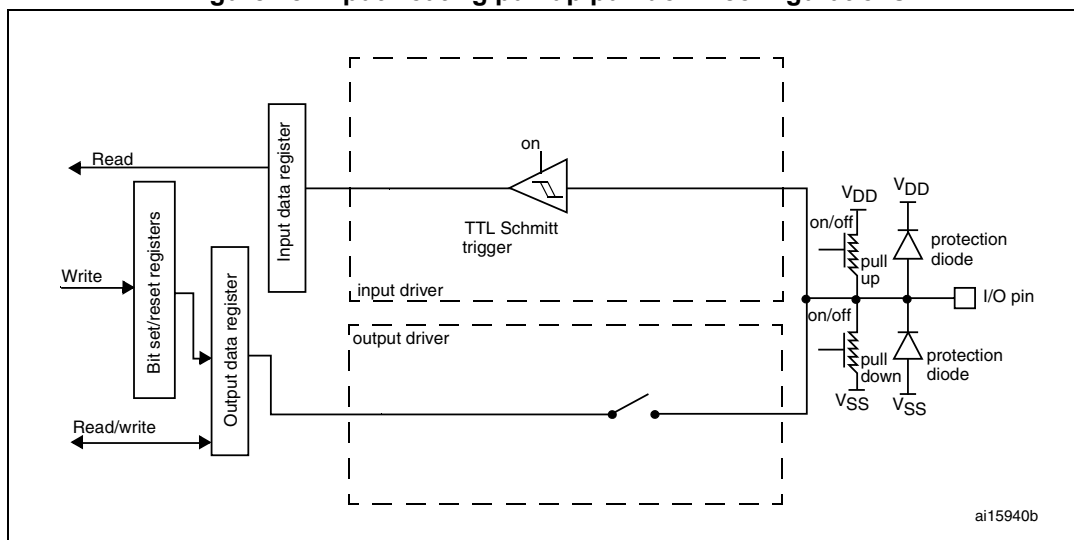 Read
Bit set/reset registers
Write
Read/write
Input data register
Output data register
on
TTL Schmitt
trigger
input driver
output driver
VDD
VDD
on/off
pull
up
protection
diode
I/O pin
on/off
pull
down
protection
diode
VSS
VSS
ai15940b